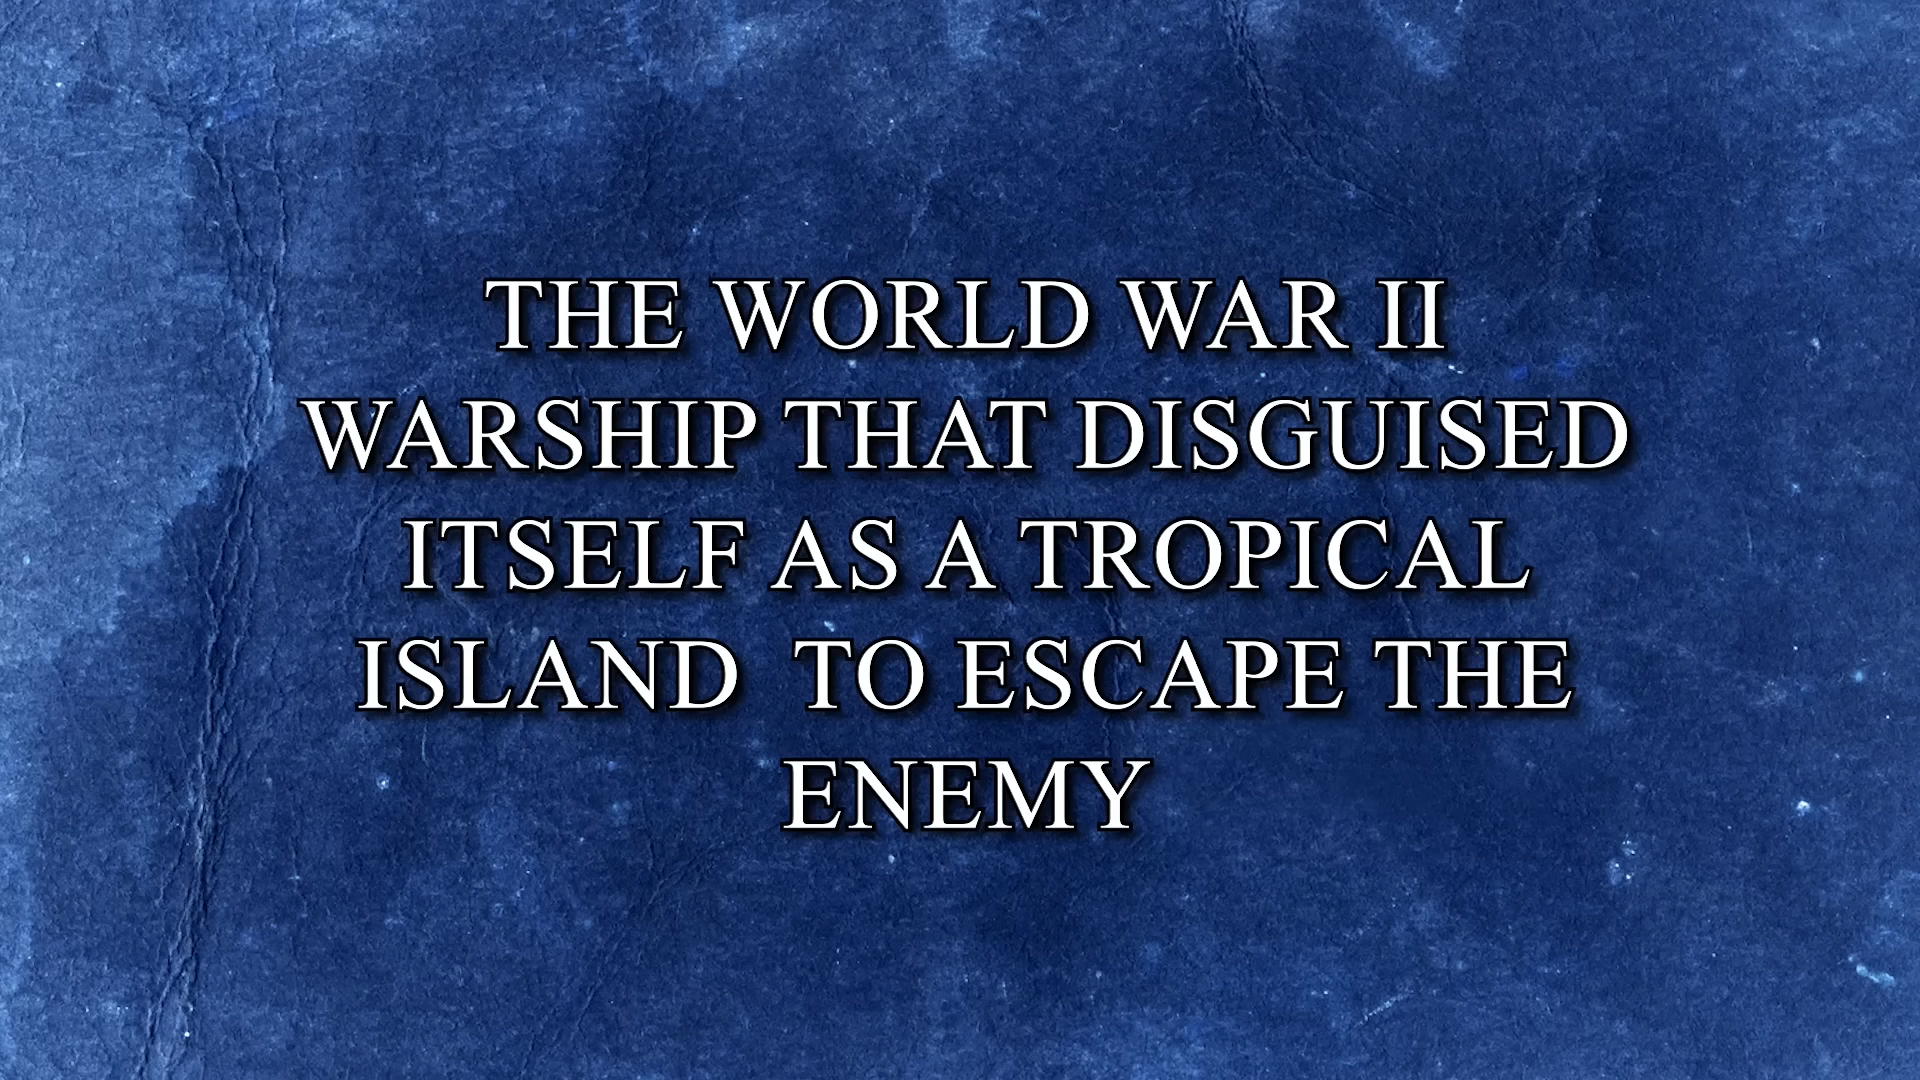 THE WORLD WAR II
WARSHIP THAT DISGUISED
ITSELF AS A TROPICAL
ISLAND  TO ESCAPE THE
ENEMY